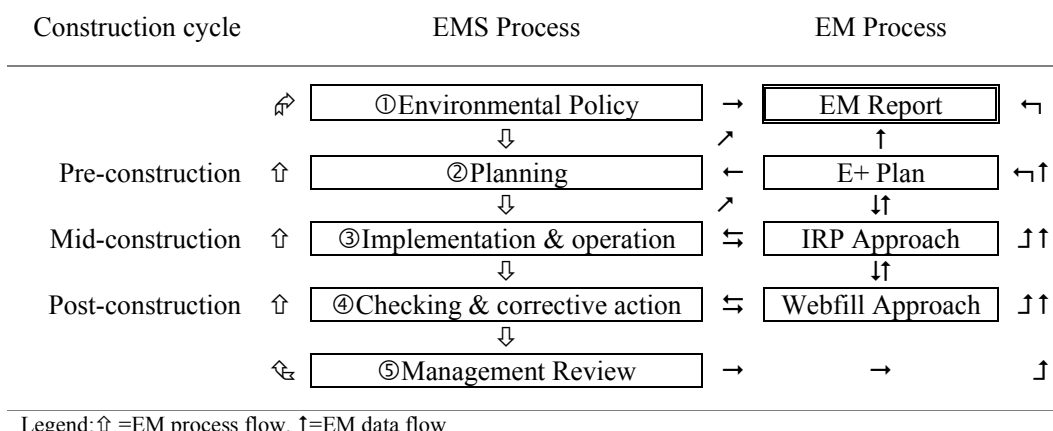 Construction cycle EMS Process EM Process
①Environmental Policy → EM Report ↰
⇩ ↗ ↑
Pre-construction ⇧ ②Planning ← E+ Plan ↰↑
⇩ ↗ ↓↑
Mid-construction ⇧ ③Implementation & operation ⇆ IRP Approach ⮥↑
⇩ ↓↑
Post-construction ⇧ ④Checking & corrective action ⇆ Webfill Approach ⮥↑
⇩
⑤Management Review → → ⮥
Legend:⇧ =EM process flow, ↑=EM data flow